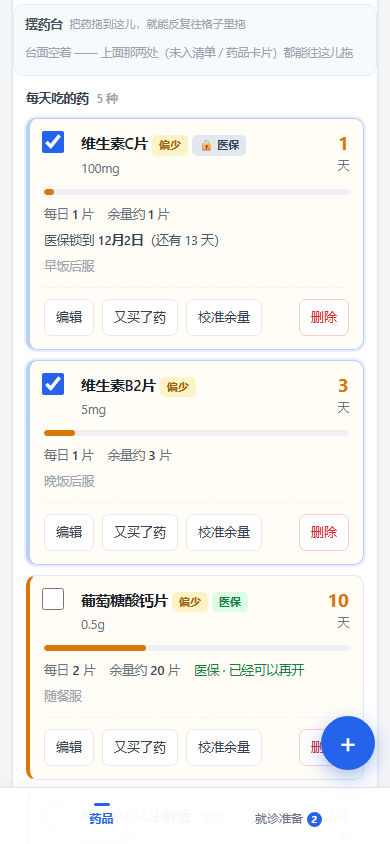 摆药台 把药拖到这儿，就能反复往格子里拖
台面空着 —— 上面那两处（未入清单 / 药品卡片）都能往这儿拖
每天吃的药 5 种
维生素C片 偏少 🔒 医保 1
100mg 天
每日 1 片 余量约 1 片
医保锁到 12月2日（还有 13 天）
早饭后服
编辑 又买了药 校准余量 删除
维生素B2片 偏少 3
5mg 天
每日 1 片 余量约 3 片
晚饭后服
编辑 又买了药 校准余量 删除
葡萄糖酸钙片 偏少 医保 10
0.5g 天
每日 2 片 余量约 20 片 医保 · 已经可以再开
随餐服
编辑 又买了药 校准余量
+
药品 就诊准备 2